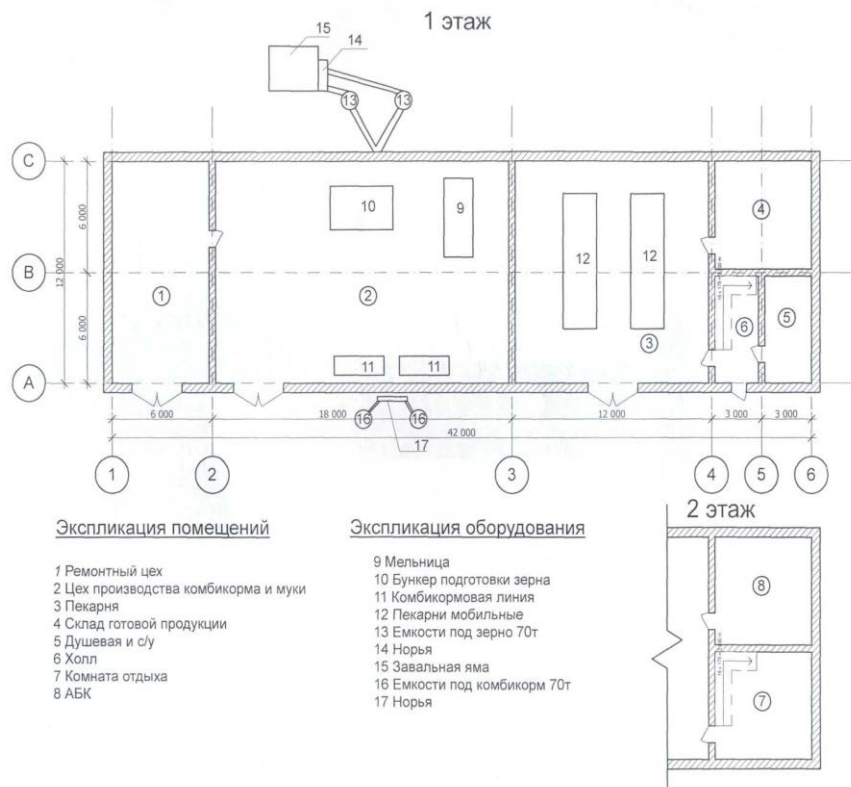 1 этаж
15
14
13
13
C
B
A
12 000
6 000
6 000
10
9
12
12
4
1
2
6
5
3
11
11
16
16
17
6 000
18 000
12 000
3 000
3 000
42 000
1
2
3
4
5
6
Экспликация помещений
1 Ремонтный цех
2 Цех производства комбикорма и муки
3 Пекарня
4 Склад готовой продукции
5 Душевая и с/у
6 Холл
7 Комната отдыха
8 АБК
Экспликация оборудования
9 Мельница
10 Бункер подготовки зерна
11 Комбикормовая линия
12 Пекарни мобильные
13 Емкости под зерно 70т
14 Норья
15 Завальная яма
16 Емкости под комбикорм 70т
17 Норья
2 этаж
8
7